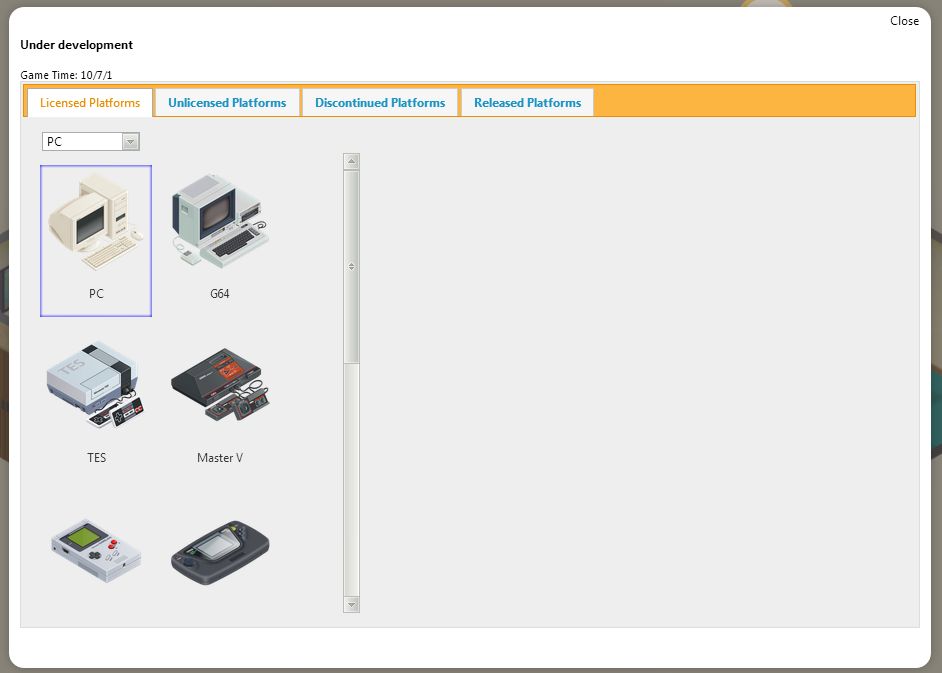 Close
Under development
Game Time: 10/7/1
Licensed Platforms Unlicensed Platforms Discontinued Platforms Released Platforms
PC
TES
PC G64
TES Master V